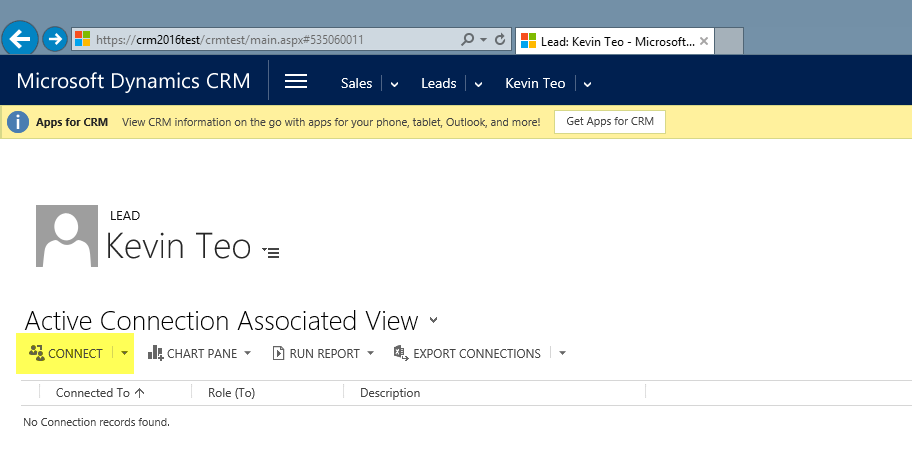 https://crm2016test/crmtest/main.aspx#535060011
Lead: Kevin Teo - Microsoft...
Microsoft Dynamics CRM Sales Leads Kevin Teo
Apps for CRM View CRM information on the go with apps for your phone, tablet, Outlook, and more! Get Apps for CRM
LEAD
Kevin Teo
Active Connection Associated View
CONNECT CHART PANE RUN REPORT EXPORT CONNECTIONS
Connected To Role (To) Description
No Connection records found.